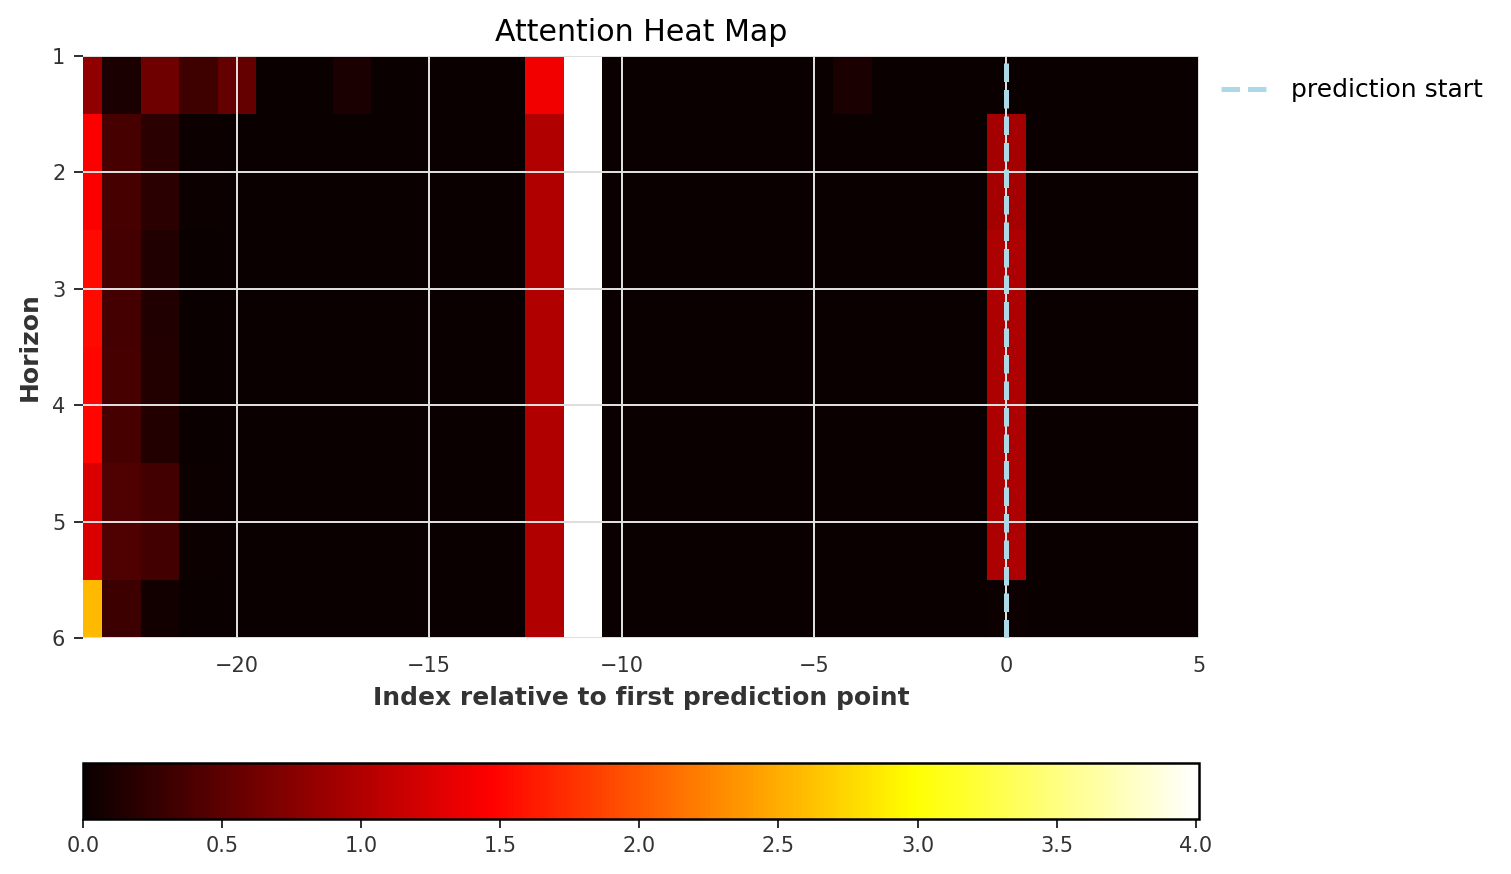 Attention Heat Map
prediction start
Horizon
1
2
3
4
5
6
−20 −15 −10 −5 0 5
Index relative to first prediction point
0.0 0.5 1.0 1.5 2.0 2.5 3.0 3.5 4.0